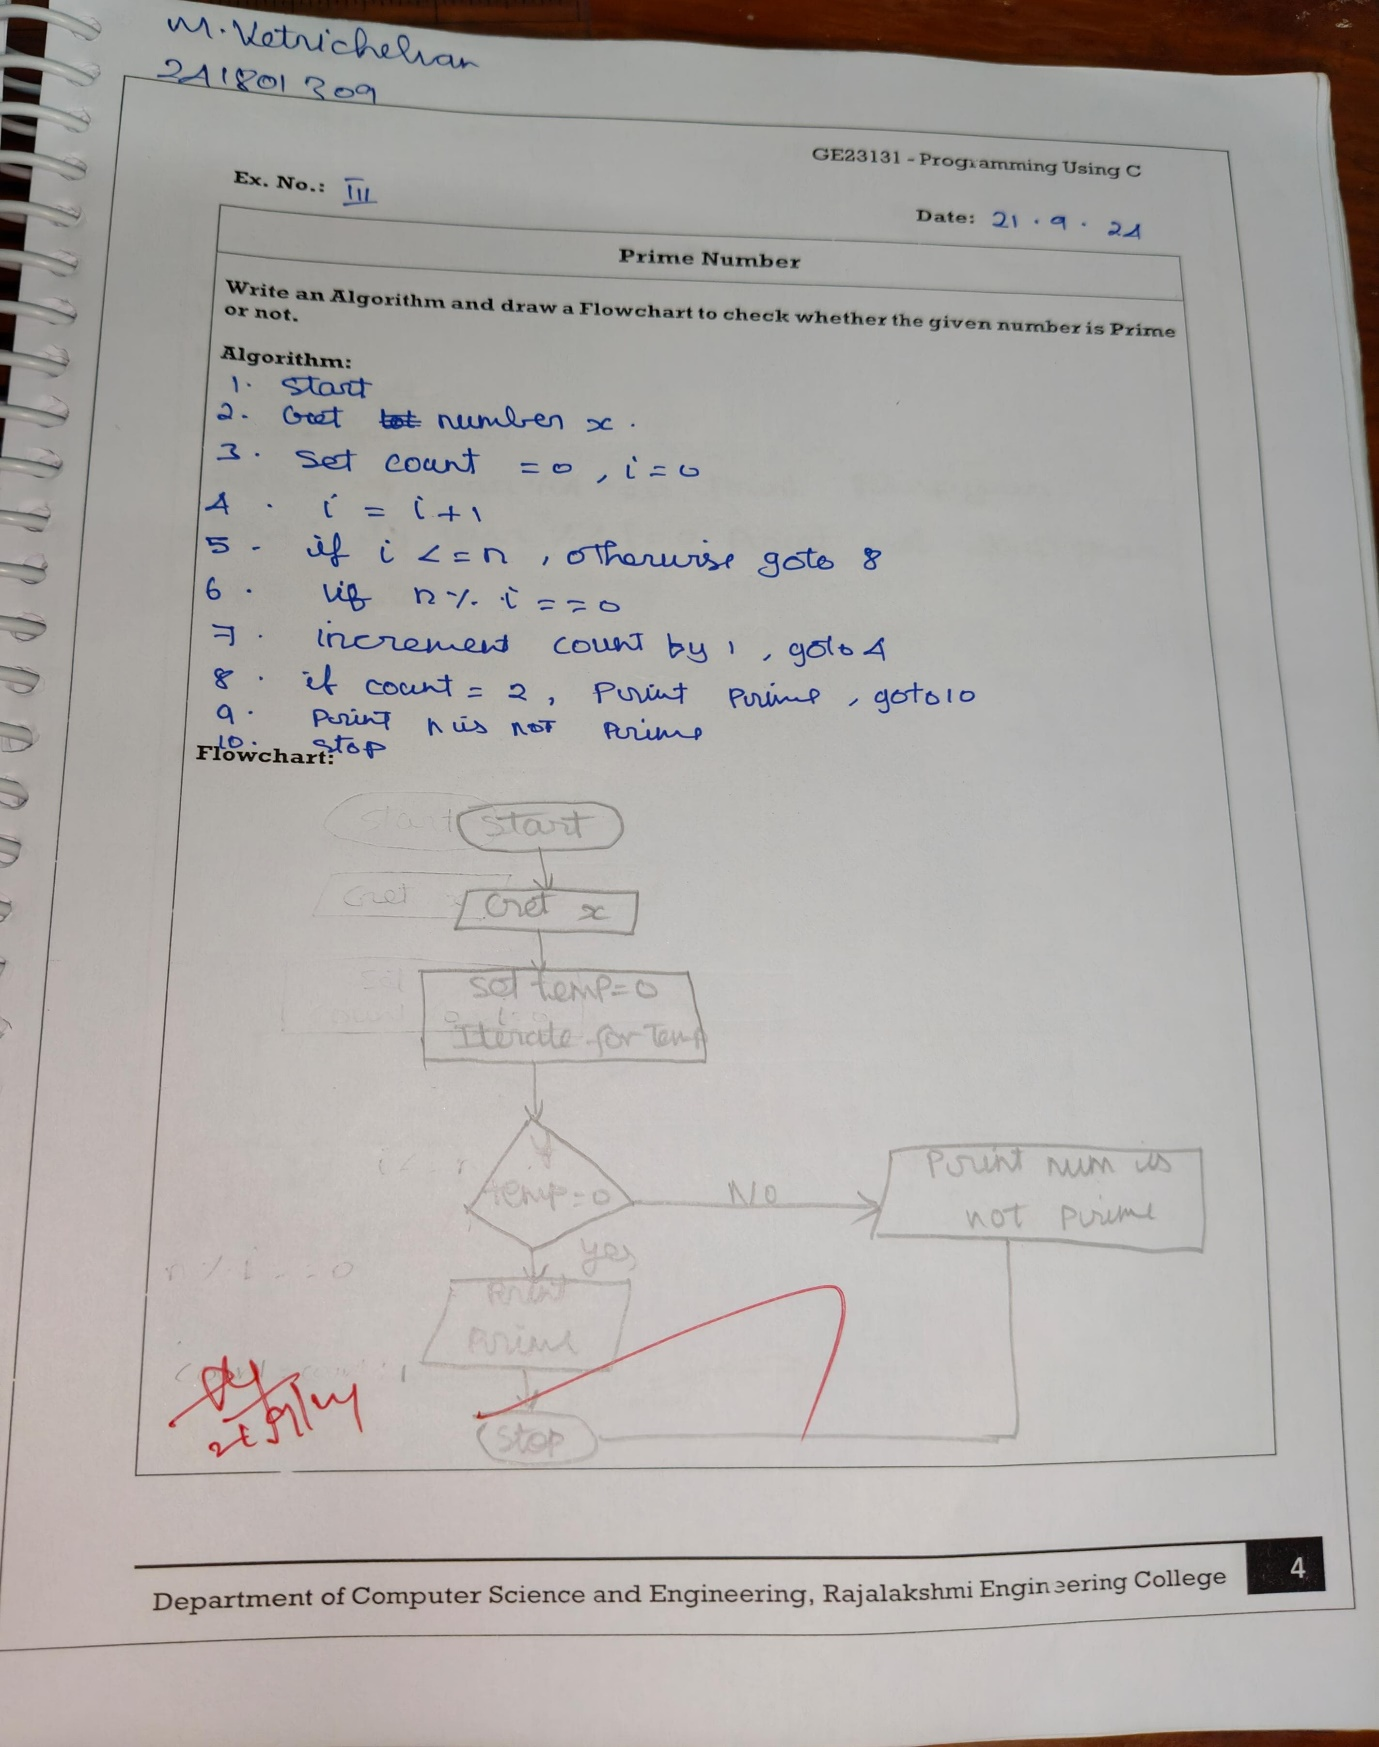 M. Vetrichelvan
241801309
GE23131 - Programming Using C
Ex. No.: III
Date: 21.9.24
Prime Number
Write an Algorithm and draw a Flowchart to check whether the given number is Prime
or not.
Algorithm:
1. Start
2. Get number x.
3. Set count =0, i=0
4. i = i+1
5. if i <=n, otherwise goto 8
6. if n% i ==0
7. increment count by 1, goto 4
8. if count = 2, Print Prime, goto 10
9. Print n is not Prime
10. Stop
Flowchart:
Start
Get x
Set temp=0
Iterate for Temp
if
temp=0
No
Print num is
not prime
yes
Print
Prime
Stop
Department of Computer Science and Engineering, Rajalakshmi Engineering College
4